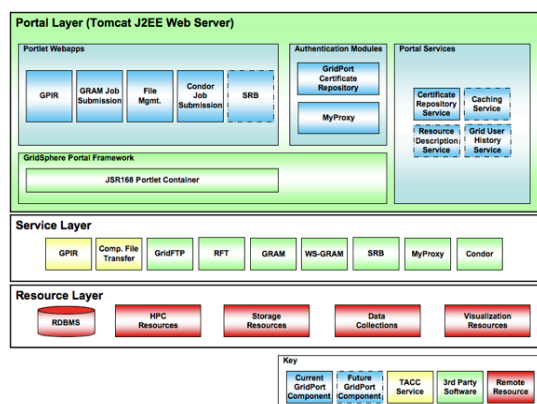 Portal Layer (Tomcat J2EE Web Server)
Portlet Webapps
GPIR
GRAM Job
Submission
File
Mgmt.
Condor
Job
Submission
SRB
Authentication Modules
GridPort
Certificate
Repository
MyProxy
Portal Services
Certificate
Repository
Service
Caching
Service
Resource
Description
Service
Grid User
History
Service
GridSphere Portal Framework
JSR168 Portlet Container
Service Layer
GPIR
Comp. File
Transfer
GridFTP
RFT
GRAM
WS-GRAM
SRB
MyProxy
Condor
Resource Layer
RDBMS
HPC
Resources
Storage
Resources
Data
Collections
Visualization
Resources
Key
Current
GridPort
Component
Future
GridPort
Component
TACC
Service
3rd Party
Software
Remote
Resource